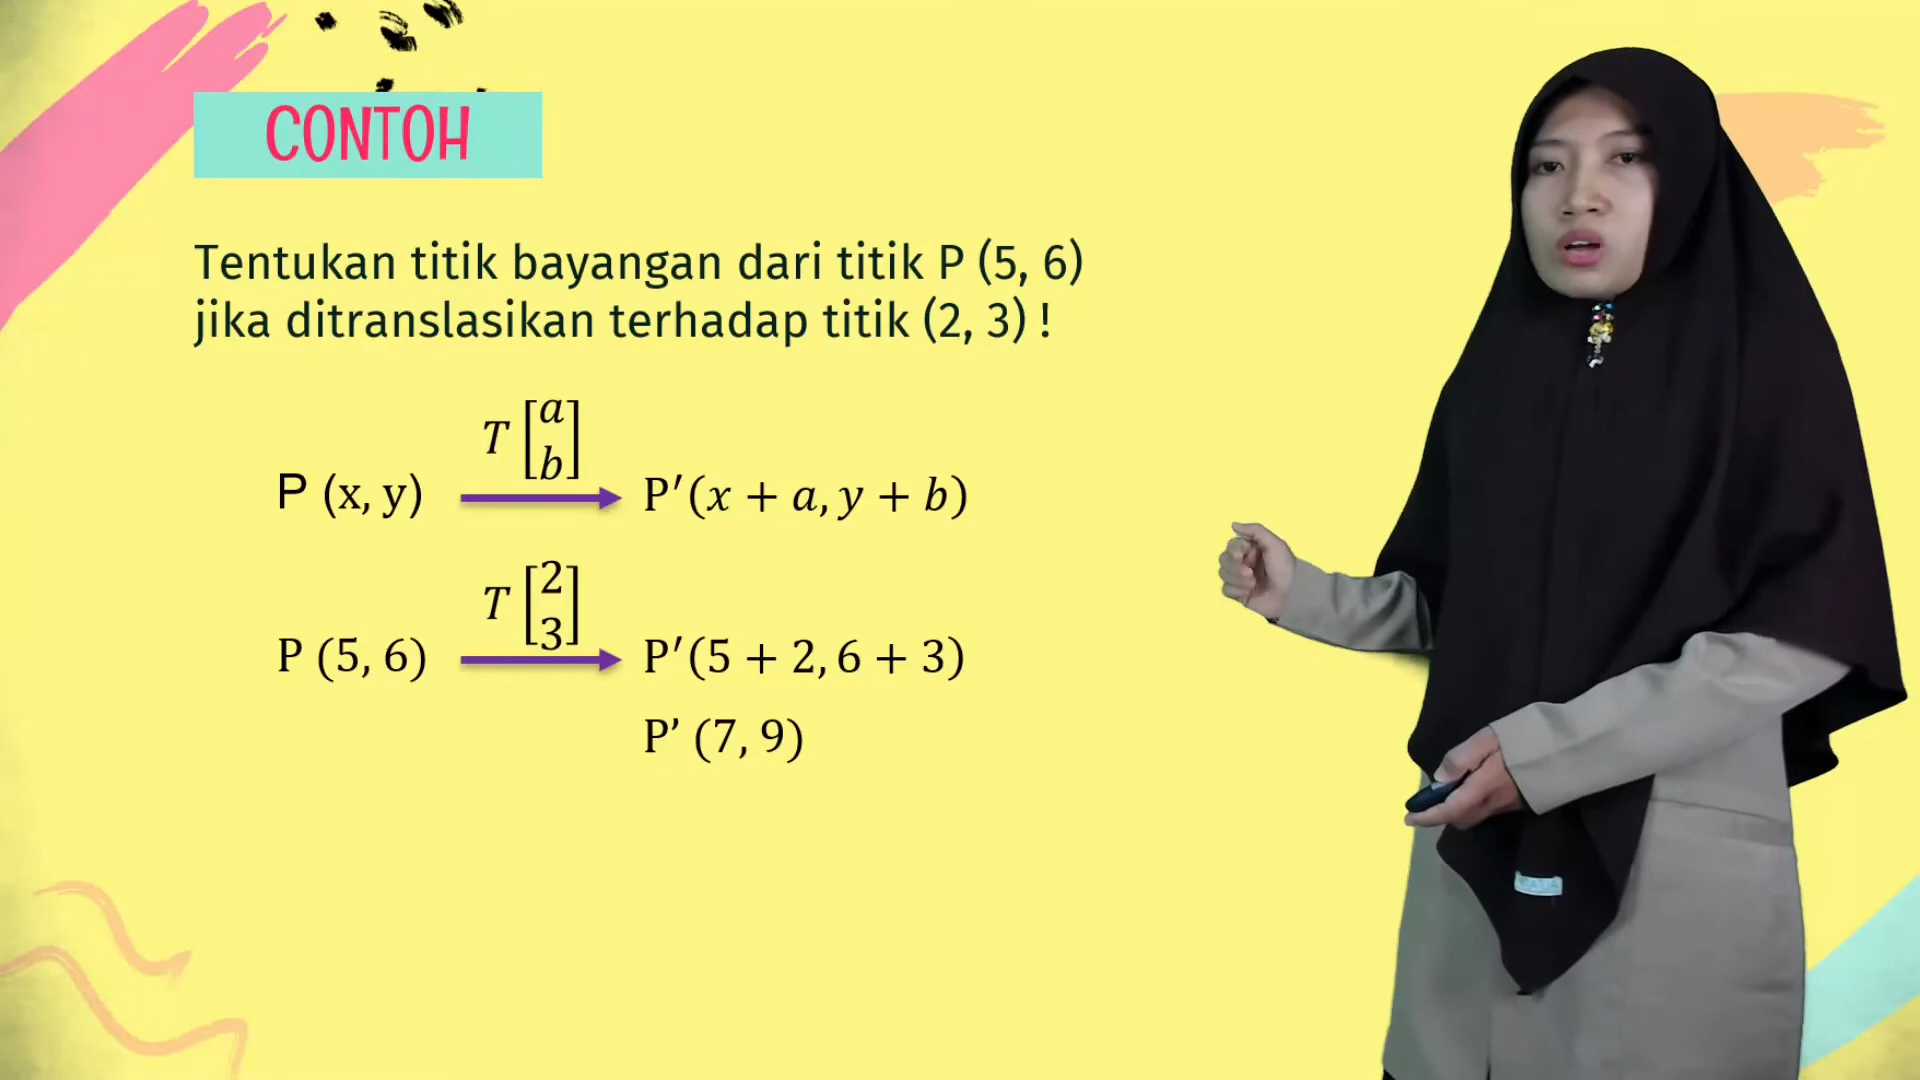 CONTOH
Tentukan titik bayangan dari titik P (5, 6)
jika ditranslasikan terhadap titik (2, 3) !
T [a b]
P (x, y) P′(x + a, y + b)
T [2 3]
P (5, 6) P′(5 + 2, 6 + 3)
P’ (7, 9)